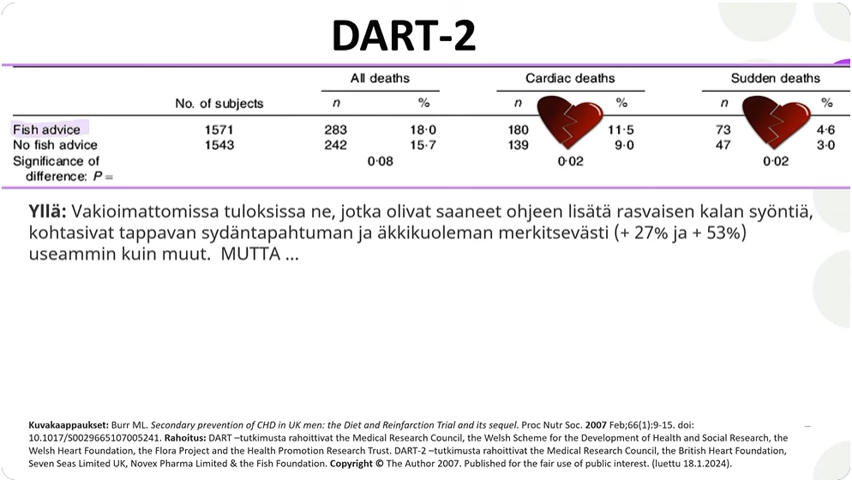 DART-2
All deaths Cardiac deaths Sudden deaths
No. of subjects n % n % n %
Fish advice 1571 283 18·0 180 11·5 73 4·6
No fish advice 1543 242 15·7 139 9·0 47 3·0
Significance of 0·08 0·02 0·02
difference: P =
Yllä: Vakioimattomissa tuloksissa ne, jotka olivat saaneet ohjeen lisätä rasvaisen kalan syöntiä,
kohtasivat tappavan sydäntapahtuman ja äkkikuoleman merkitsevästi (+ 27% ja + 53%)
useammin kuin muut. MUTTA ...
Kuvakaappaukset: Burr ML. Secondary prevention of CHD in UK men: the Diet and Reinfarction Trial and its sequel. Proc Nutr Soc. 2007 Feb;66(1):9-15. doi:
10.1017/S0029665107005241. Rahoitus: DART –tutkimusta rahoittivat the Medical Research Council, the Welsh Scheme for the Development of Health and Social Research, the
Welsh Heart Foundation, the Flora Project and the Health Promotion Research Trust. DART-2 –tutkimusta rahoittivat the Medical Research Council, the British Heart Foundation,
Seven Seas Limited UK, Novex Pharma Limited & the Fish Foundation. Copyright © The Author 2007. Published for the fair use of public interest. (luettu 18.1.2024).